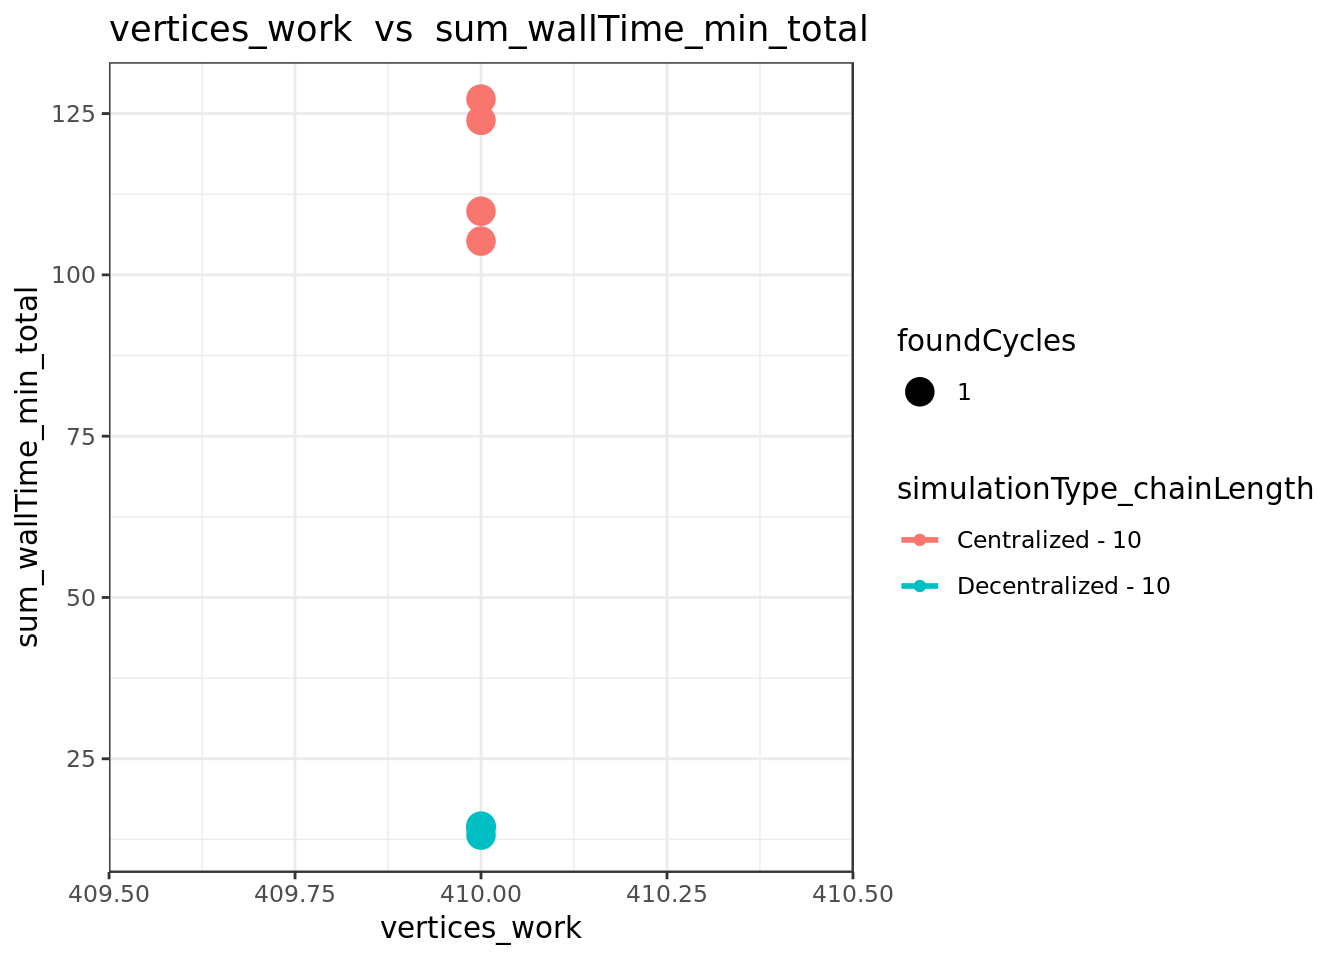 vertices_work  vs  sum_wallTime_min_total
sum_wallTime_min_total
125
100
75
50
25
409.50
409.75
410.00
410.25
410.50
vertices_work
foundCycles
1
simulationType_chainLength
Centralized - 10
Decentralized - 10